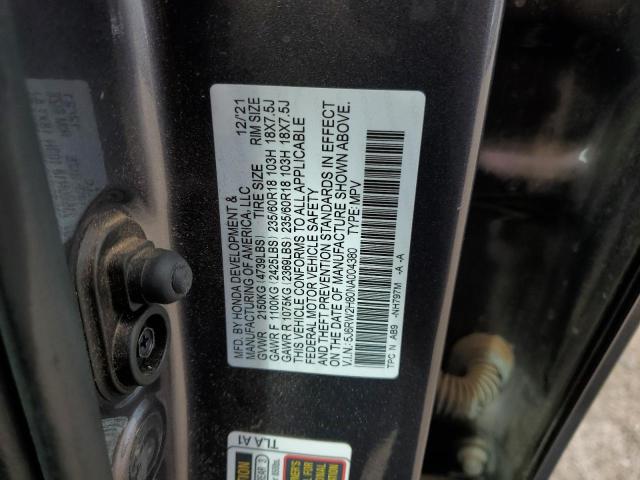 MFD. BY HONDA DEVELOPMENT &
MANUFACTURING OF AMERICA, LLC 12/'21
GVWR 2150KG (4739LBS) TIRE SIZE RIM SIZE
GAWR F 1100KG (2425LBS) 235/60R18 103H 18X7.5J
GAWR R 1075KG (2369LBS) 235/60R18 103H 18X7.5J
THIS VEHICLE CONFORMS TO ALL APPLICABLE
FEDERAL MOTOR VEHICLE SAFETY
AND THEFT PREVENTION STANDARDS IN EFFECT
ON THE DATE OF MANUFACTURE SHOWN ABOVE.
V.I.N: 5J8RW2H80NA004380 TYPE: MPV
TPC N AB9 -NH797M -A -A
TLA A1